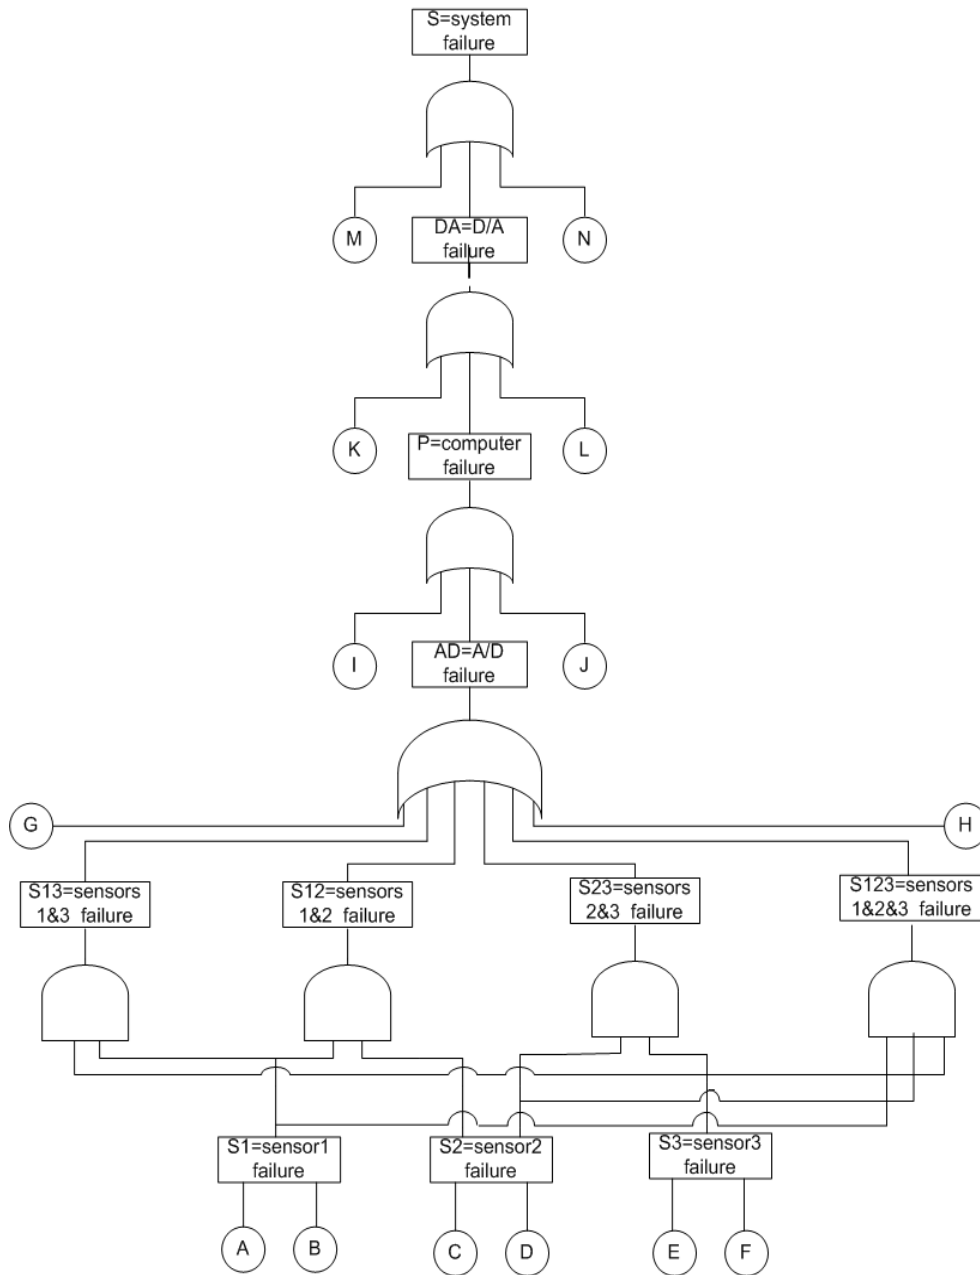 S=system
failure
M
DA=D/A
failure
N
K
P=computer
failure
L
I
AD=A/D
failure
J
G
H
S13=sensors
1&3 failure
S12=sensors
1&2 failure
S23=sensors
2&3 failure
S123=sensors
1&2&3 failure
S1=sensor1
failure
S2=sensor2
failure
S3=sensor3
failure
A
B
C
D
E
F